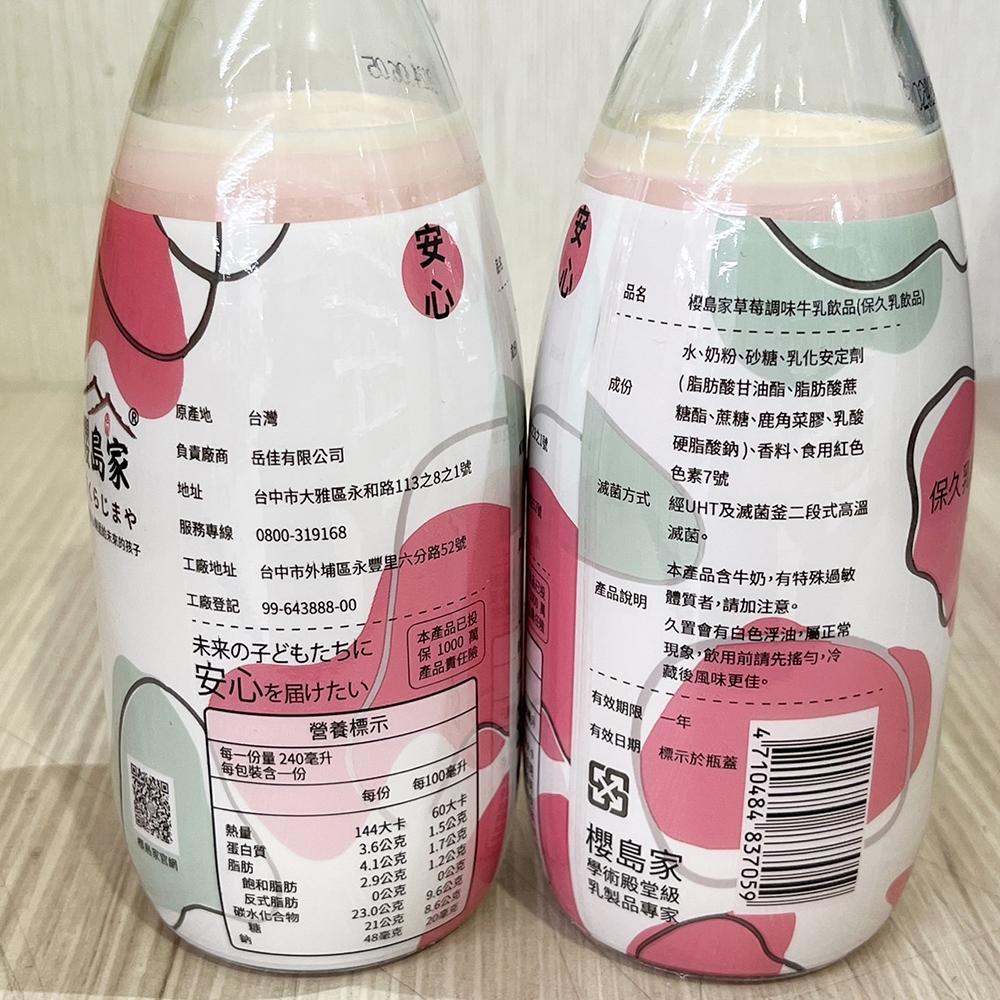 安心
®
島家
くらじまや
未來的孩子
原產地 台灣
負責廠商 岳佳有限公司
地址 台中市大雅區永和路113之8之1號
服務專線 0800-319168
工廠地址 台中市外埔區永豐里六分路52號
工廠登記 99-643888-00
未来の子どもたちに
安心を届けたい
本產品已投
保 1000 萬
產品責任險
營養標示
每一份量 240毫升
每包裝含一份
每份 每100毫升
熱量 144大卡 60大卡
蛋白質 3.6公克 1.5公克
脂肪 4.1公克 1.7公克
飽和脂肪 2.9公克 1.2公克
反式脂肪 0公克 0公克
碳水化合物 23.0公克 9.6公克
糖 21公克 8.6公克
鈉 48毫克 20毫克
櫻島家官網
安心
品名 櫻島家草莓調味牛乳飲品(保久乳飲品)
成份 水、奶粉、砂糖、乳化安定劑
(脂肪酸甘油酯、脂肪酸蔗
糖酯、蔗糖、鹿角菜膠、乳酸
硬脂酸鈉)、香料、食用紅色
色素7號
滅菌方式 經UHT及滅菌釜二段式高溫
滅菌。
產品說明 本產品含牛奶,有特殊過敏
體質者,請加注意。
久置會有白色浮油,屬正常
現象,飲用前請先搖勻,冷
藏後風味更佳。
有效期限 一年
有效日期 標示於瓶蓋
櫻島家
學術殿堂級
乳製品專家
4 710484 837059
保久乳